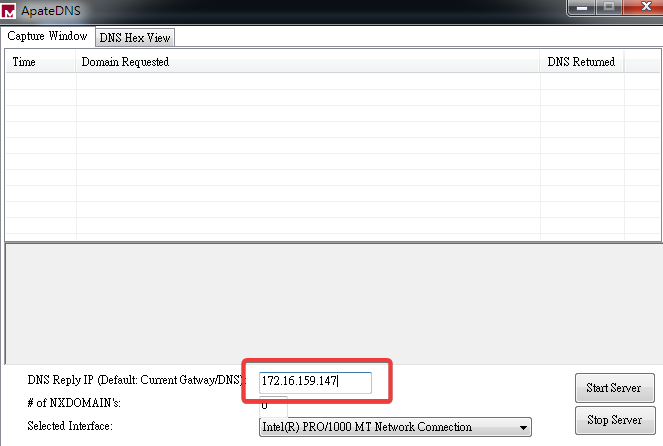 ApateDNS
Capture Window DNS Hex View
Time Domain Requested DNS Returned
DNS Reply IP (Default: Current Gatway/DNS): 172.16.159.147
Start Server
# of NXDOMAIN's: 0
Stop Server
Selected Interface: Intel(R) PRO/1000 MT Network Connection